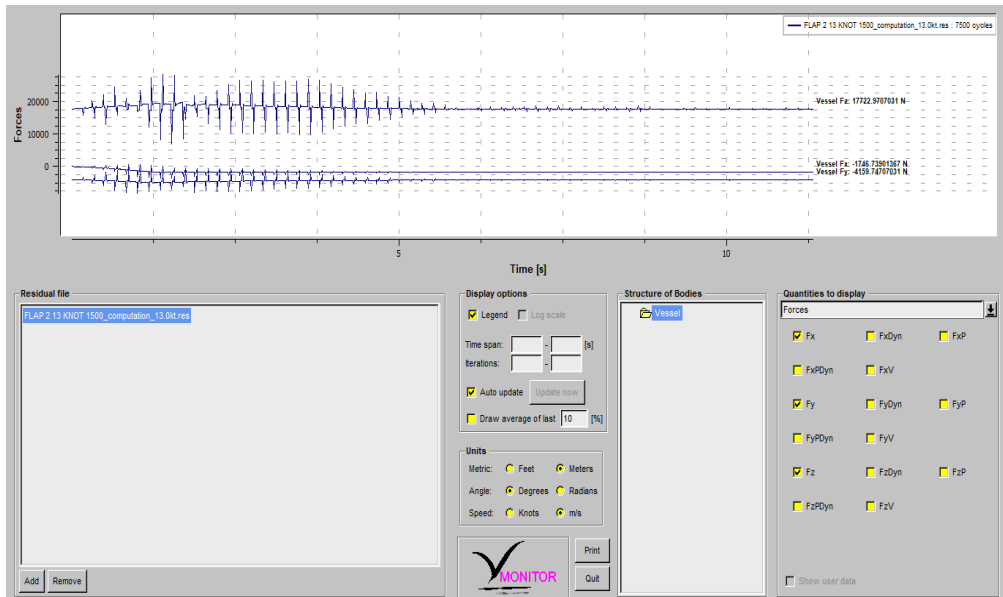 FLAP 2 13 KNOT 1500_computation_13.0kt.res : 7500 cycles
Forces
20000
10000
0
Vessel Fz: 17722.9707031 N
Vessel Fx: -1746.73901367 N
Vessel Fy: -4159.74707031 N
5
10
Time [s]
Residual file
FLAP 2 13 KNOT 1500_computation_13.0kt.res
Add
Remove
Display options
Legend
Log scale
Time span:
-
[s]
Iterations:
-
Auto update
Update now
Draw average of last
10
[%]
Units
Metric:
Feet
Meters
Angle:
Degrees
Radians
Speed:
Knots
m/s
MONITOR
Print
Quit
Structure of Bodies
Vessel
Quantities to display
Forces
Fx
FxDyn
FxP
FxPDyn
FxV
Fy
FyDyn
FyP
FyPDyn
FyV
Fz
FzDyn
FzP
FzPDyn
FzV
Show user data